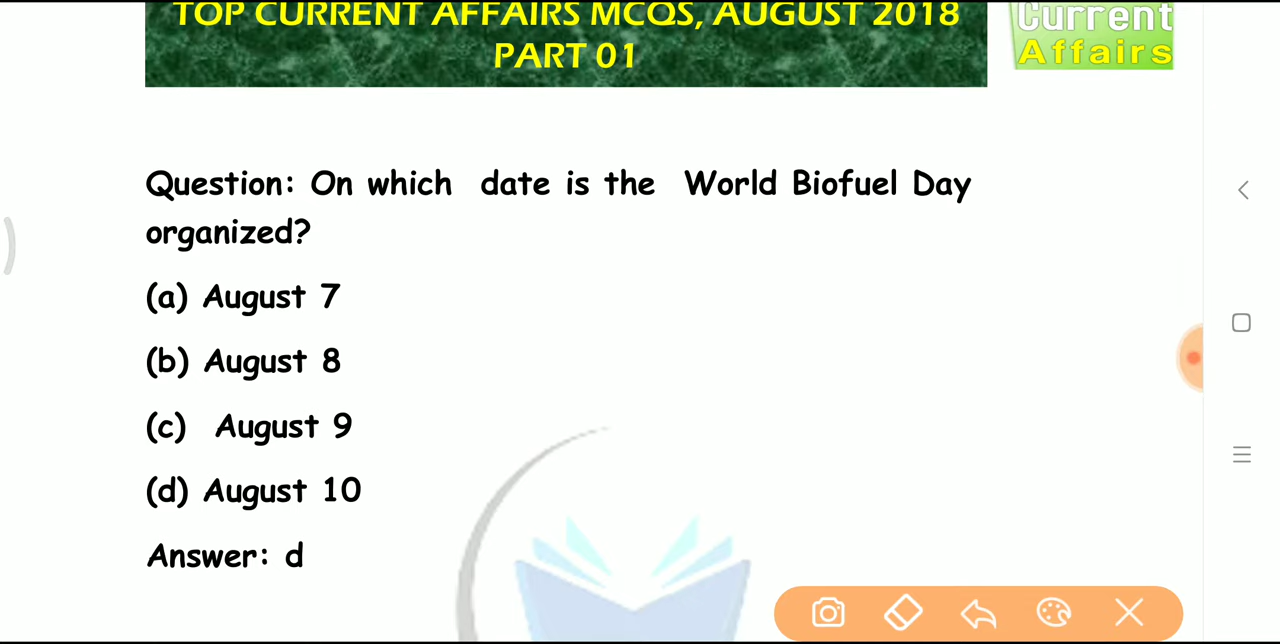 TOP CURRENT AFFAIRS MCQS, AUGUST 2018
PART 01
Current
Affairs
Question: On which date is the World Biofuel Day
organized?
(a) August 7
(b) August 8
(c) August 9
(d) August 10
Answer: d